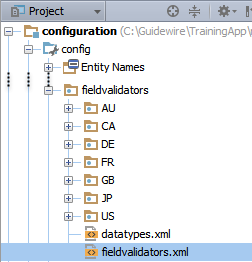 Project
configuration (C:\Guidewire\TrainingApp\
config
Entity Names
fieldvalidators
AU
CA
DE
FR
GB
JP
US
datatypes.xml
fieldvalidators.xml